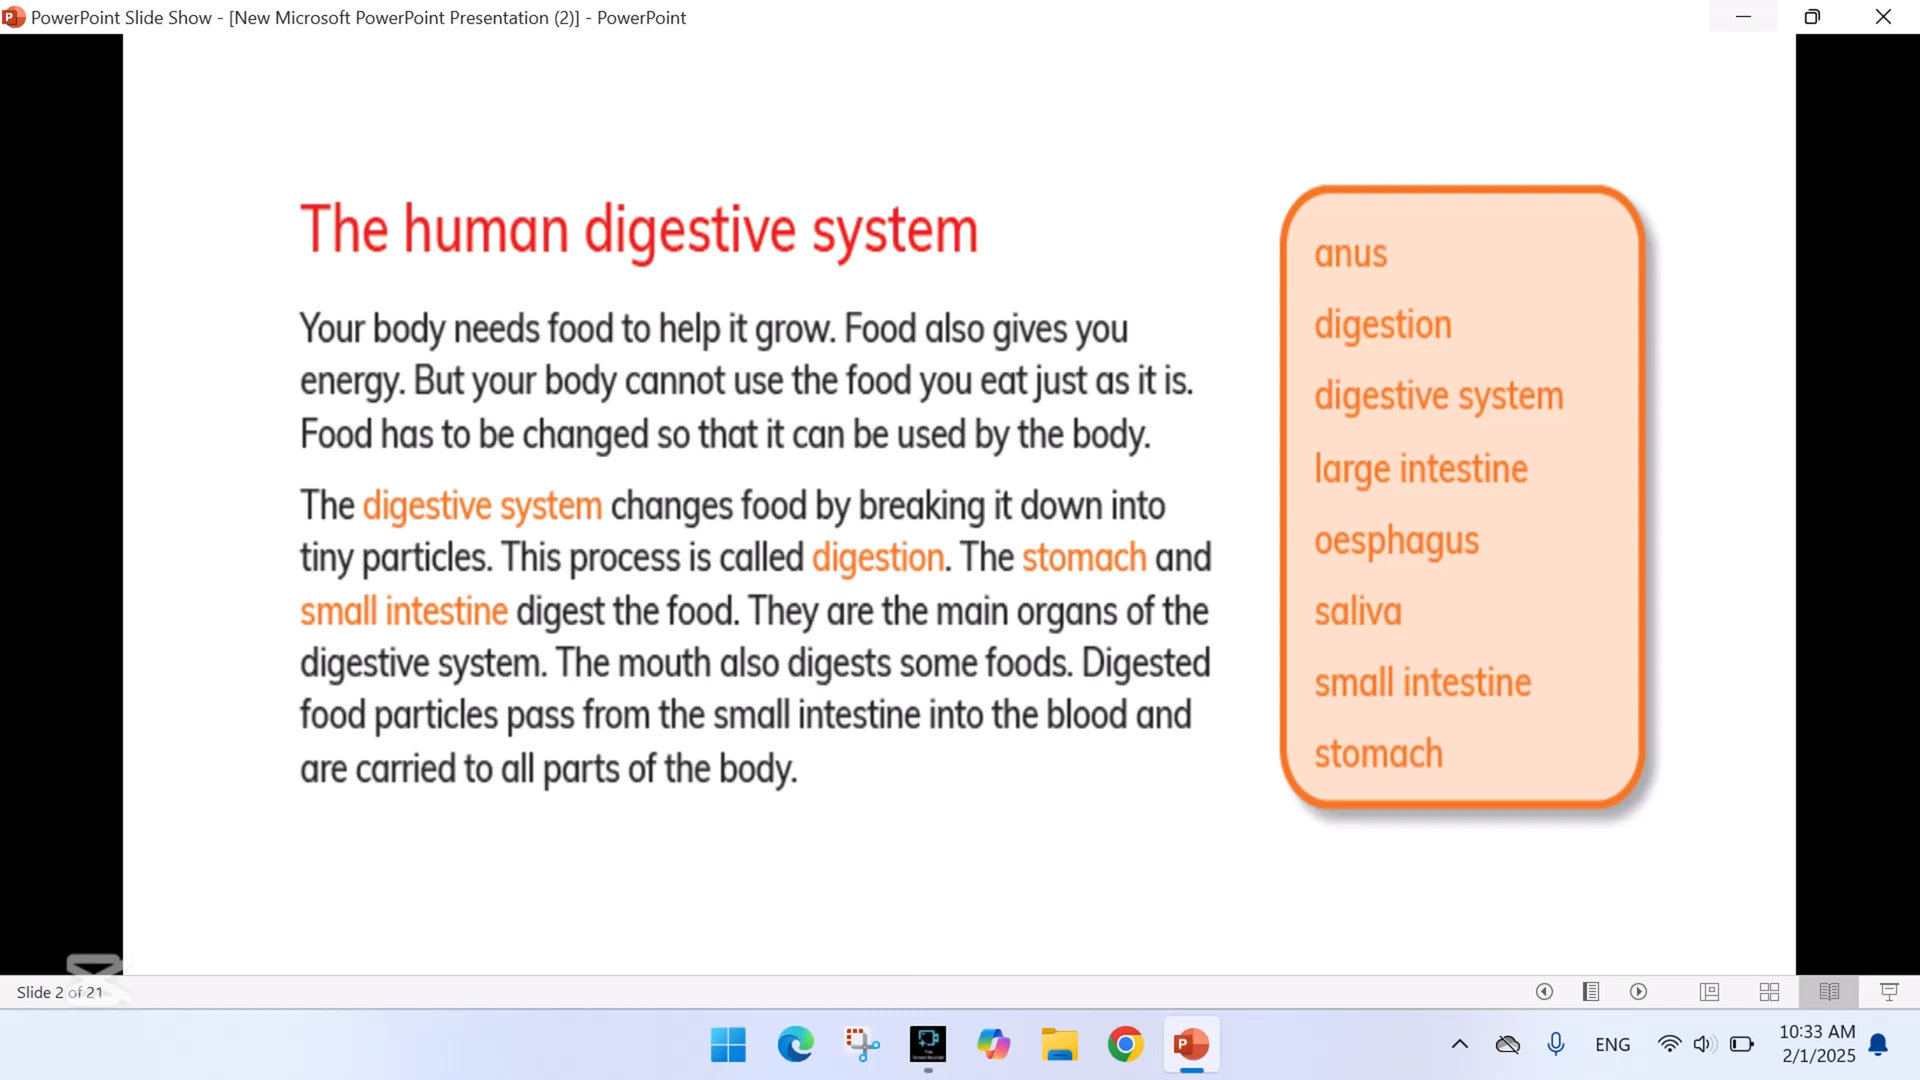 PowerPoint Slide Show - [New Microsoft PowerPoint Presentation (2)] - PowerPoint
The human digestive system
Your body needs food to help it grow. Food also gives you
energy. But your body cannot use the food you eat just as it is.
Food has to be changed so that it can be used by the body.
The digestive system changes food by breaking it down into
tiny particles. This process is called digestion. The stomach and
small intestine digest the food. They are the main organs of the
digestive system. The mouth also digests some foods. Digested
food particles pass from the small intestine into the blood and
are carried to all parts of the body.
anus
digestion
digestive system
large intestine
oesphagus
saliva
small intestine
stomach
Slide 2 of 21
ENG
10:33 AM
2/1/2025